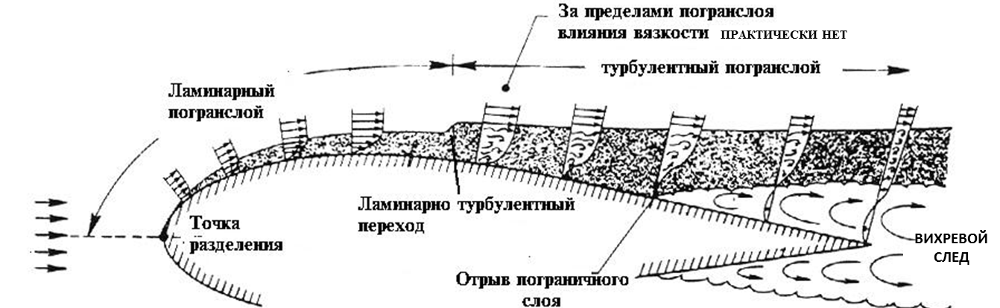 За пределами погранслоя
влияния вязкости ПРАКТИЧЕСКИ НЕТ
турбулентный погранслой
Ламинарный
погранслой
Ламинарно турбулентный
переход
Точка
разделения
ВИХРЕВОЙ
СЛЕД
Отрыв пограничного
слоя